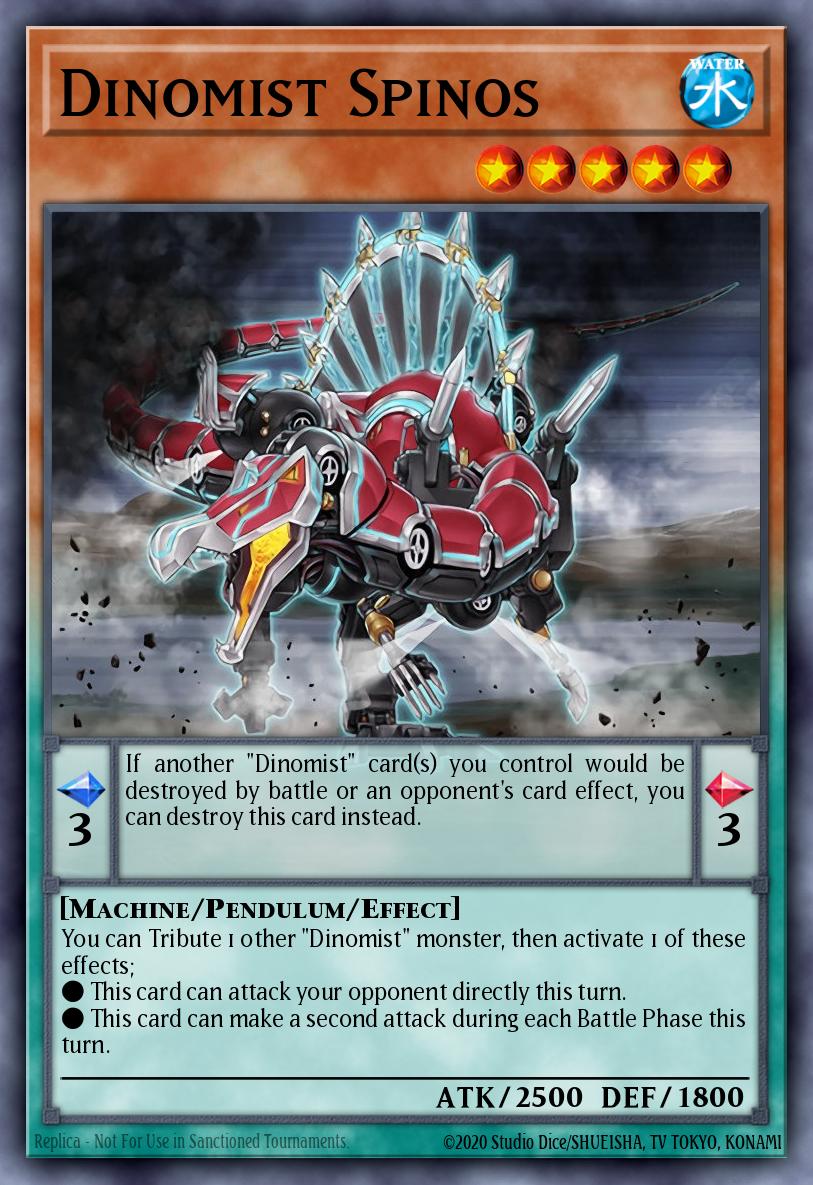 Dinomist Spinos
WATER
水
If another "Dinomist" card(s) you control would be
destroyed by battle or an opponent's card effect, you
can destroy this card instead.
3
3
[Machine/Pendulum/Effect]
You can Tribute 1 other "Dinomist" monster, then activate 1 of these
effects;
● This card can attack your opponent directly this turn.
● This card can make a second attack during each Battle Phase this
turn.
ATK/2500 DEF/1800
Replica - Not For Use in Sanctioned Tournaments.
©2020 Studio Dice/SHUEISHA, TV TOKYO, KONAMI